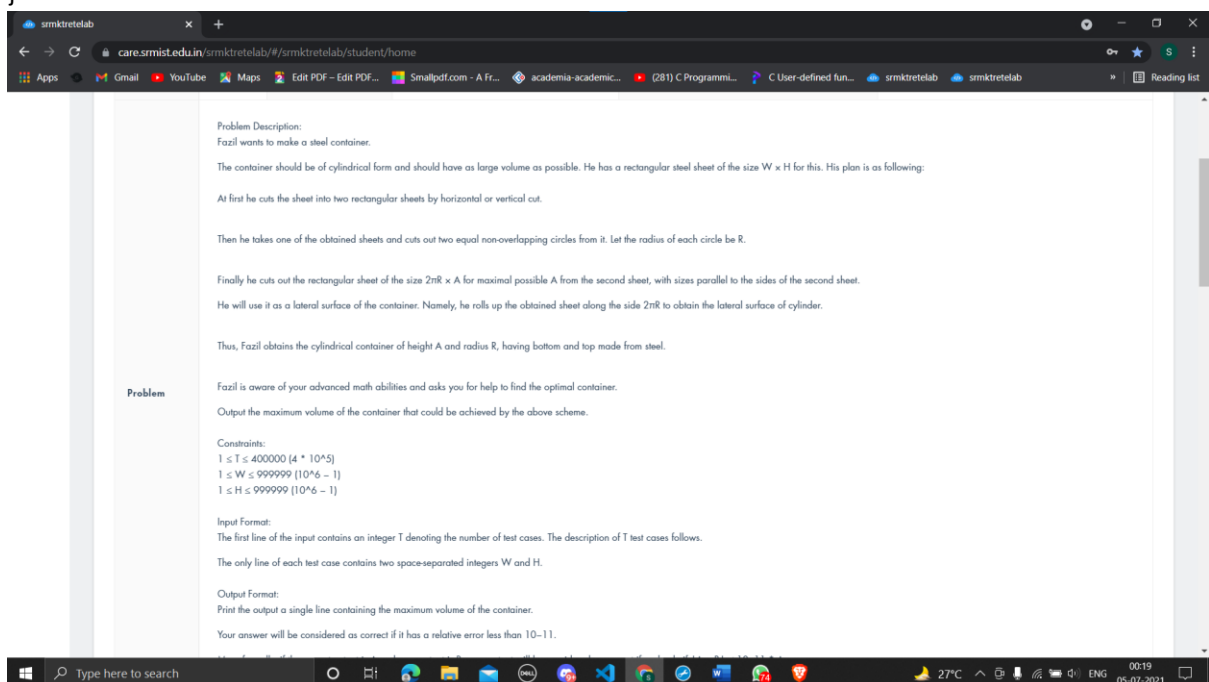 srmktretelab
care.srmist.edu.in/srmktretelab/#/srmktretelab/student/home
S
Apps Gmail YouTube Maps Edit PDF – Edit PDF... Smallpdf.com - A Fr... academia-academic... (281) C Programmi... C User-defined fun... srmktretelab srmktretelab » Reading list
Problem Description:
Fazil wants to make a steel container.
The container should be of cylindrical form and should have as large volume as possible. He has a rectangular steel sheet of the size W × H for this. His plan is as following:
At first he cuts the sheet into two rectangular sheets by horizontal or vertical cut.
Then he takes one of the obtained sheets and cuts out two equal non-overlapping circles from it. Let the radius of each circle be R.
Finally he cuts out the rectangular sheet of the size 2πR × A for maximal possible A from the second sheet, with sizes parallel to the sides of the second sheet.
He will use it as a lateral surface of the container. Namely, he rolls up the obtained sheet along the side 2πR to obtain the lateral surface of cylinder.
Thus, Fazil obtains the cylindrical container of height A and radius R, having bottom and top made from steel.
Problem
Fazil is aware of your advanced math abilities and asks you for help to find the optimal container.
Output the maximum volume of the container that could be achieved by the above scheme.
Constraints:
1 ≤ T ≤ 400000 (4 * 10^5)
1 ≤ W ≤ 999999 (10^6 – 1)
1 ≤ H ≤ 999999 (10^6 – 1)
Input Format:
The first line of the input contains an integer T denoting the number of test cases. The description of T test cases follows.
The only line of each test case contains two space-separated integers W and H.
Output Format:
Print the output a single line containing the maximum volume of the container.
Your answer will be considered as correct if it has a relative error less than 10–11.
Type here to search
27°C ENG
00:19
05-07-2021